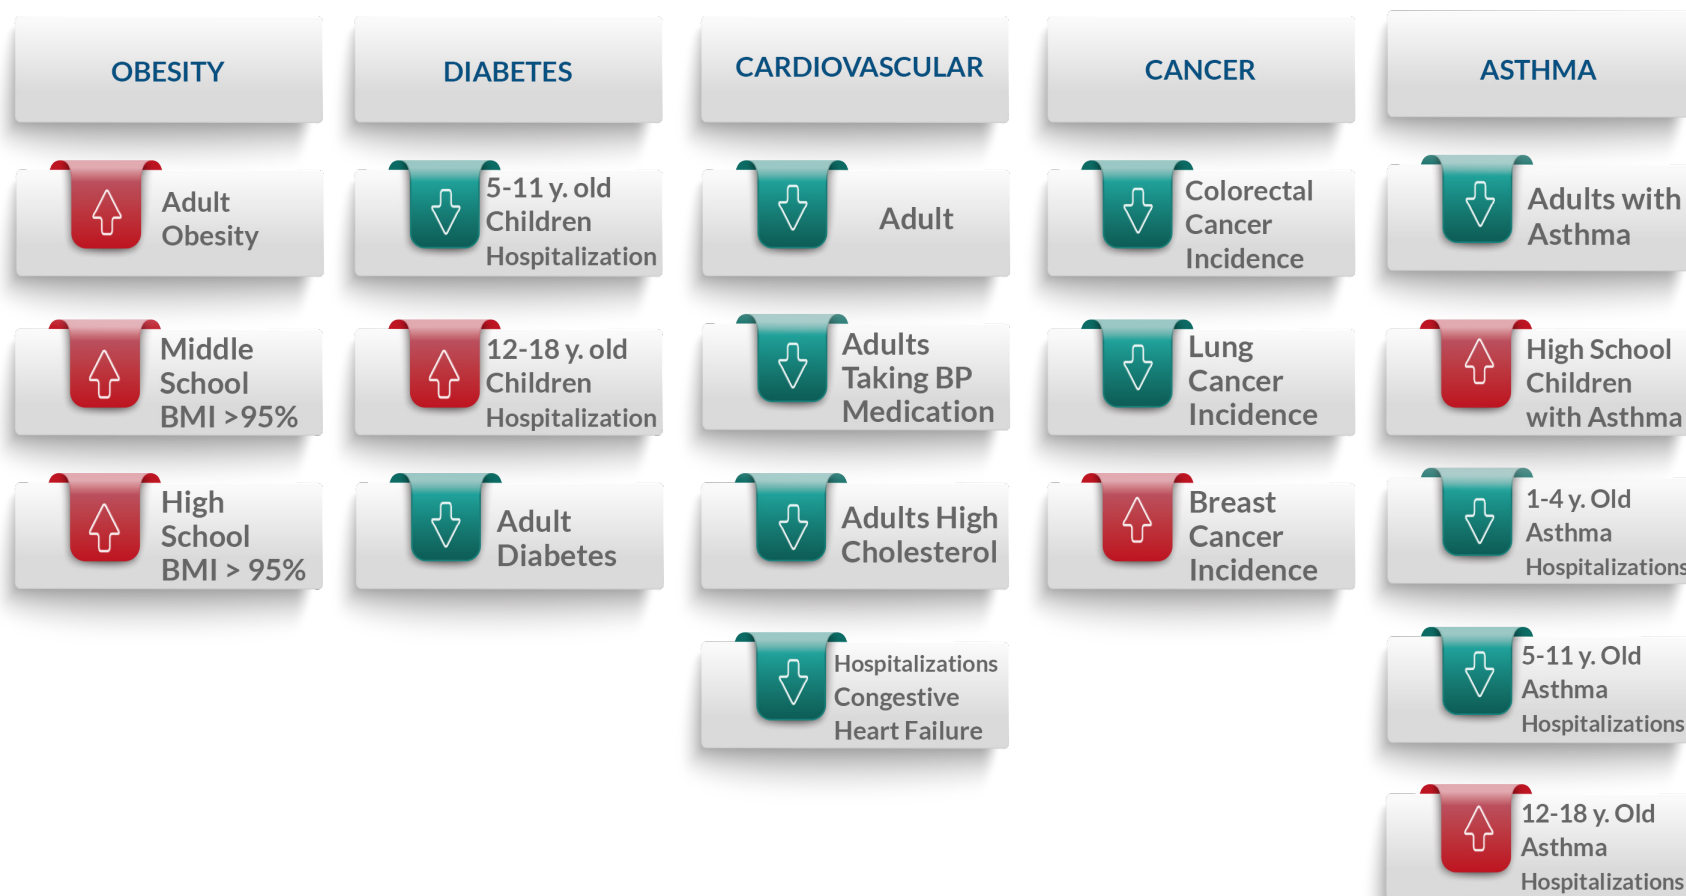 OBESITY
Adult
Obesity
Middle
School
BMI >95%
High
School
BMI > 95%
DIABETES
5-11 y. old
Children
Hospitalization
12-18 y. old
Children
Hospitalization
Adult
Diabetes
CARDIOVASCULAR
Adult
Adults
Taking BP
Medication
Adults High
Cholesterol
Hospitalizations
Congestive
Heart Failure
CANCER
Colorectal
Cancer
Incidence
Lung
Cancer
Incidence
Breast
Cancer
Incidence
ASTHMA
Adults with
Asthma
High School
Children
with Asthma
1-4 y. Old
Asthma
Hospitalizations
5-11 y. Old
Asthma
Hospitalizations
12-18 y. Old
Asthma
Hospitalizations